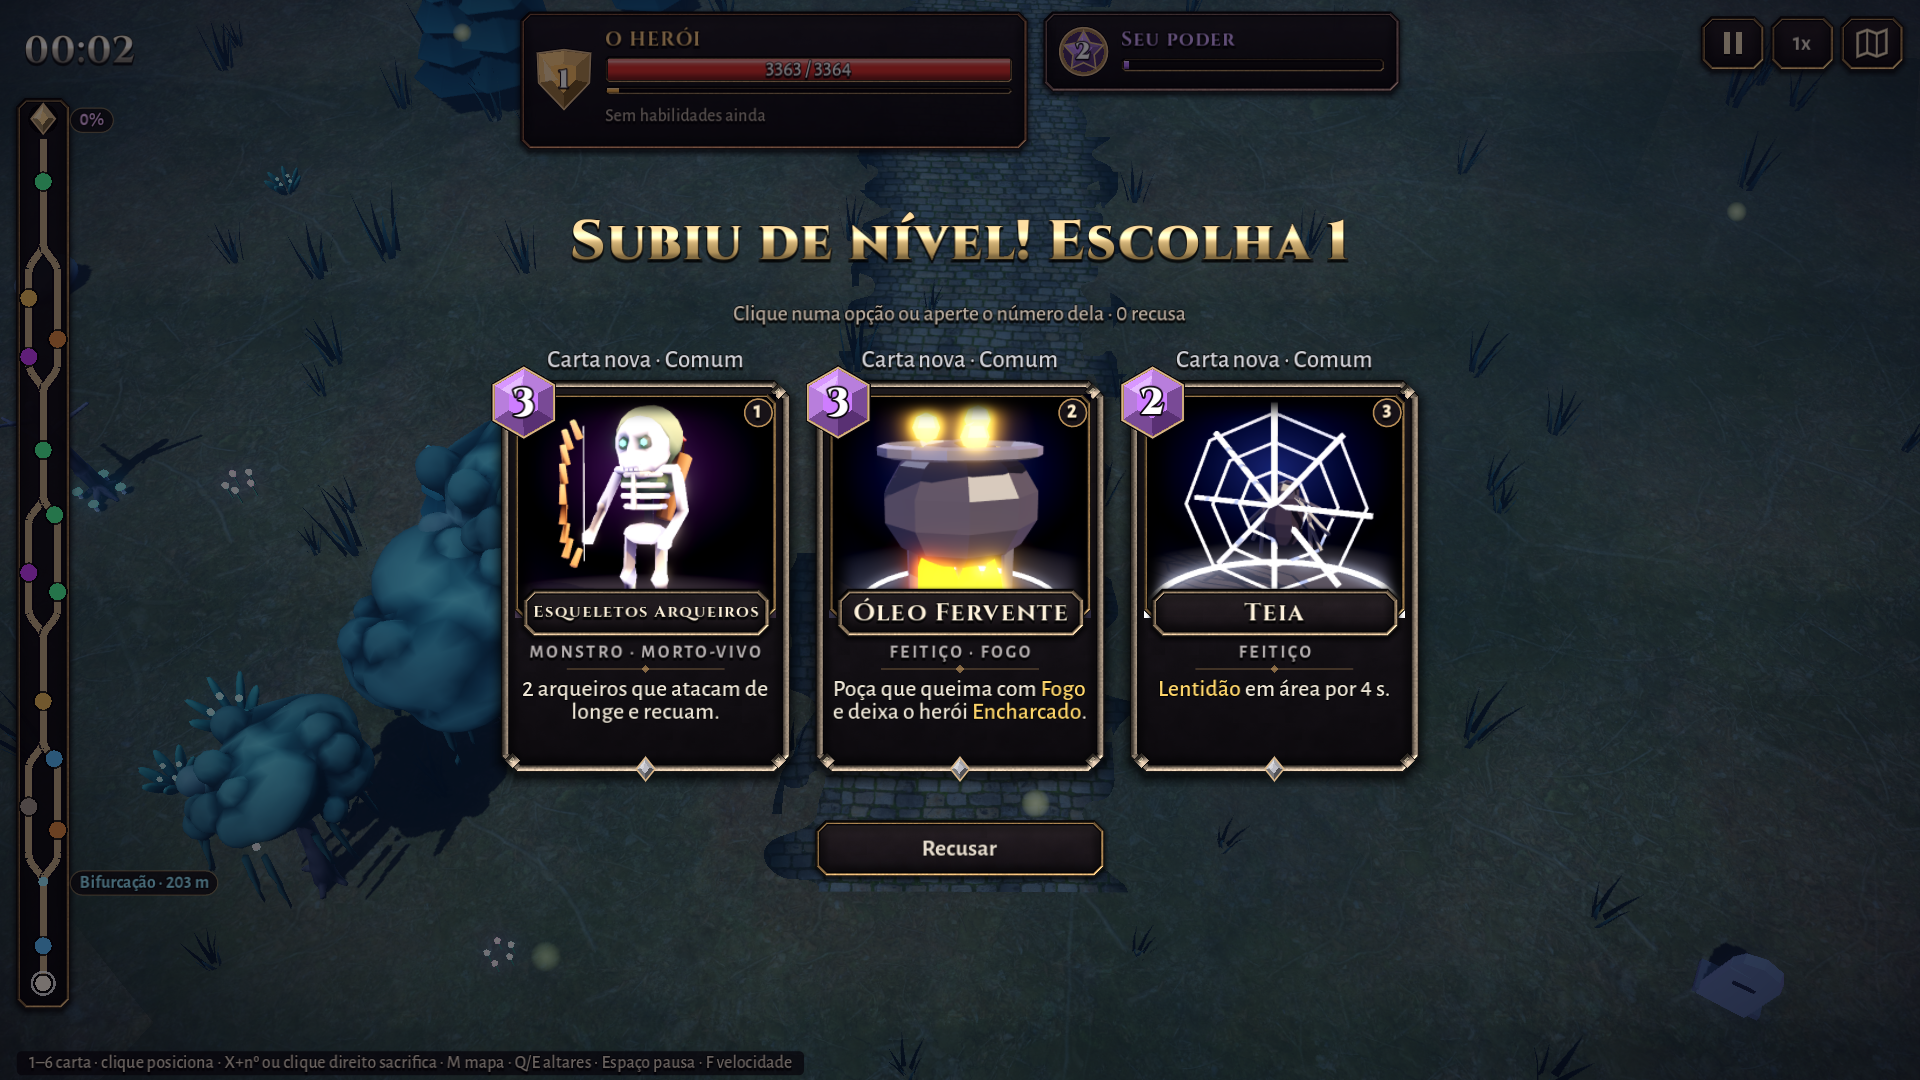 00:02
O HERÓI
1
3363 / 3364
Sem habilidades ainda
2
SEU PODER
1x
0%
SUBIU DE NÍVEL! ESCOLHA 1
Clique numa opção ou aperte o número dela · 0 recusa
Carta nova · Comum
3
1
ESQUELETOS ARQUEIROS
MONSTRO · MORTO-VIVO
2 arqueiros que atacam de
longe e recuam.
Carta nova · Comum
3
2
ÓLEO FERVENTE
FEITIÇO · FOGO
Poça que queima com Fogo
e deixa o herói Encharcado.
Carta nova · Comum
2
3
TEIA
FEITIÇO
Lentidão em área por 4 s.
Recusar
Bifurcação · 203 m
1–6 carta · clique posiciona · X+nº ou clique direito sacrifica · M mapa · Q/E altares · Espaço pausa · F velocidade